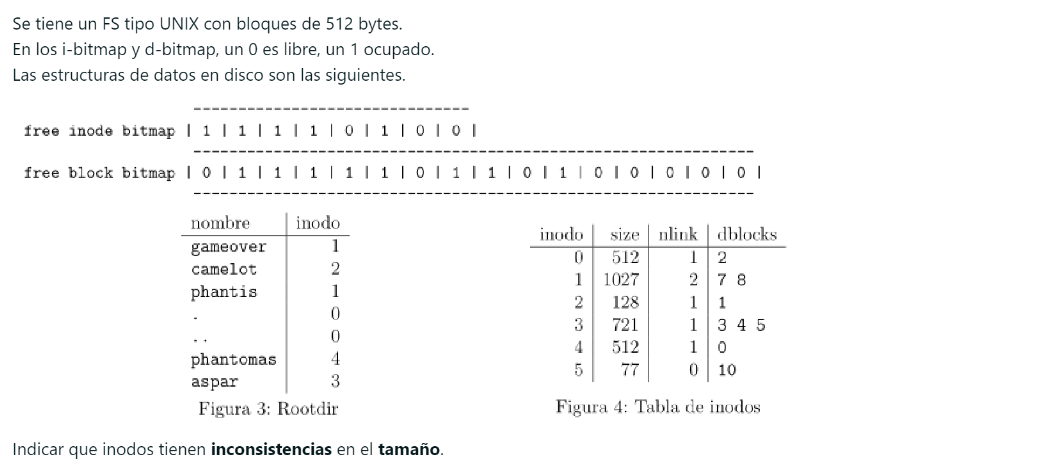 Se tiene un FS tipo UNIX con bloques de 512 bytes.
En los i-bitmap y d-bitmap, un 0 es libre, un 1 ocupado.
Las estructuras de datos en disco son las siguientes.
-------------------------------
free inode bitmap | 1 | 1 | 1 | 1 | 0 | 1 | 0 | 0 |
---------------------------------------------------------------
free block bitmap | 0 | 1 | 1 | 1 | 1 | 1 | 0 | 1 | 1 | 0 | 1 | 0 | 0 | 0 | 0 | 0 |
---------------------------------------------------------------
nombre inodo
gameover 1
camelot 2
phantis 1
. 0
.. 0
phantomas 4
aspar 3
Figura 3: Rootdir
inodo size nlink dblocks
0 512 1 2
1 1027 2 7 8
2 128 1 1
3 721 1 3 4 5
4 512 1 0
5 77 0 10
Figura 4: Tabla de inodos
Indicar que inodos tienen inconsistencias en el tamaño.